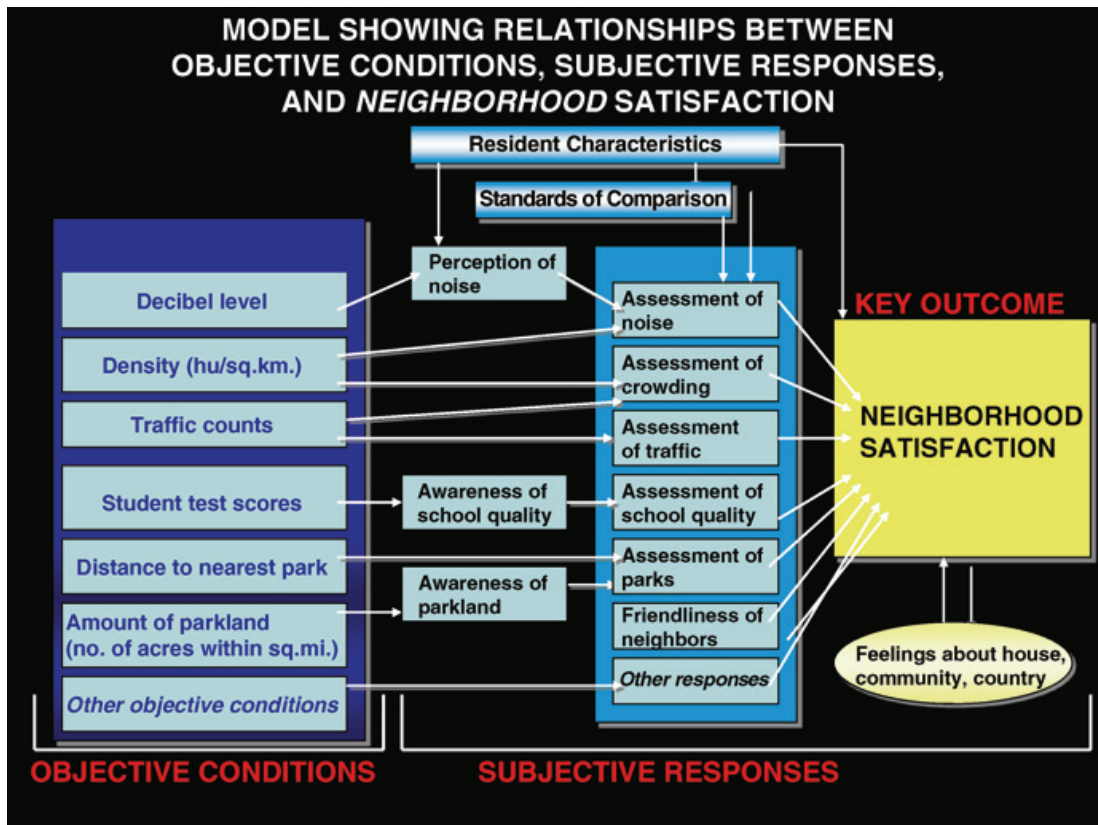 MODEL SHOWING RELATIONSHIPS BETWEEN
OBJECTIVE CONDITIONS, SUBJECTIVE RESPONSES,
AND NEIGHBORHOOD SATISFACTION
Resident Characteristics
Standards of Comparison
Decibel level
Density (hu/sq.km.)
Traffic counts
Student test scores
Distance to nearest park
Amount of parkland
(no. of acres within sq.mi.)
Other objective conditions
Perception of
noise
Awareness of
school quality
Awareness of
parkland
Assessment of
noise
Assessment of
crowding
Assessment
of traffic
Assessment of
school quality
Assessment of
parks
Friendliness of
neighbors
Other responses
KEY OUTCOME
NEIGHBORHOOD
SATISFACTION
Feelings about house,
community, country
OBJECTIVE CONDITIONS
SUBJECTIVE RESPONSES